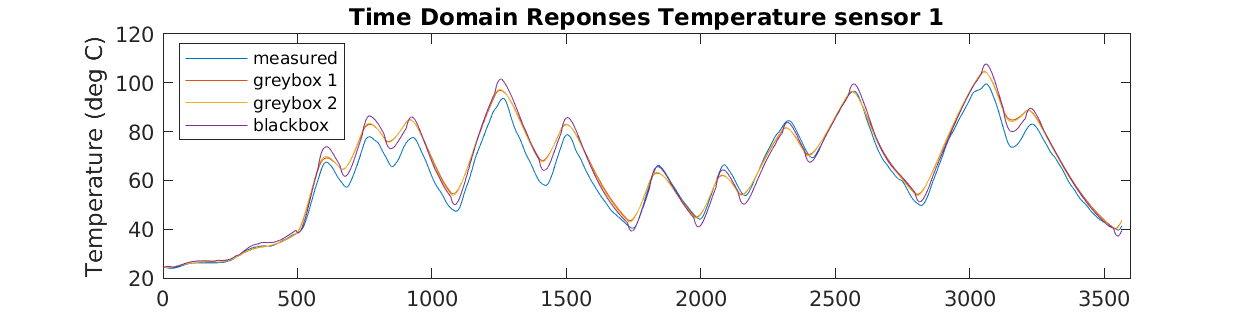 Time Domain Reponses Temperature sensor 1
Temperature (deg C)
120
100
80
60
40
20
measured
greybox 1
greybox 2
blackbox
0 500 1000 1500 2000 2500 3000 3500